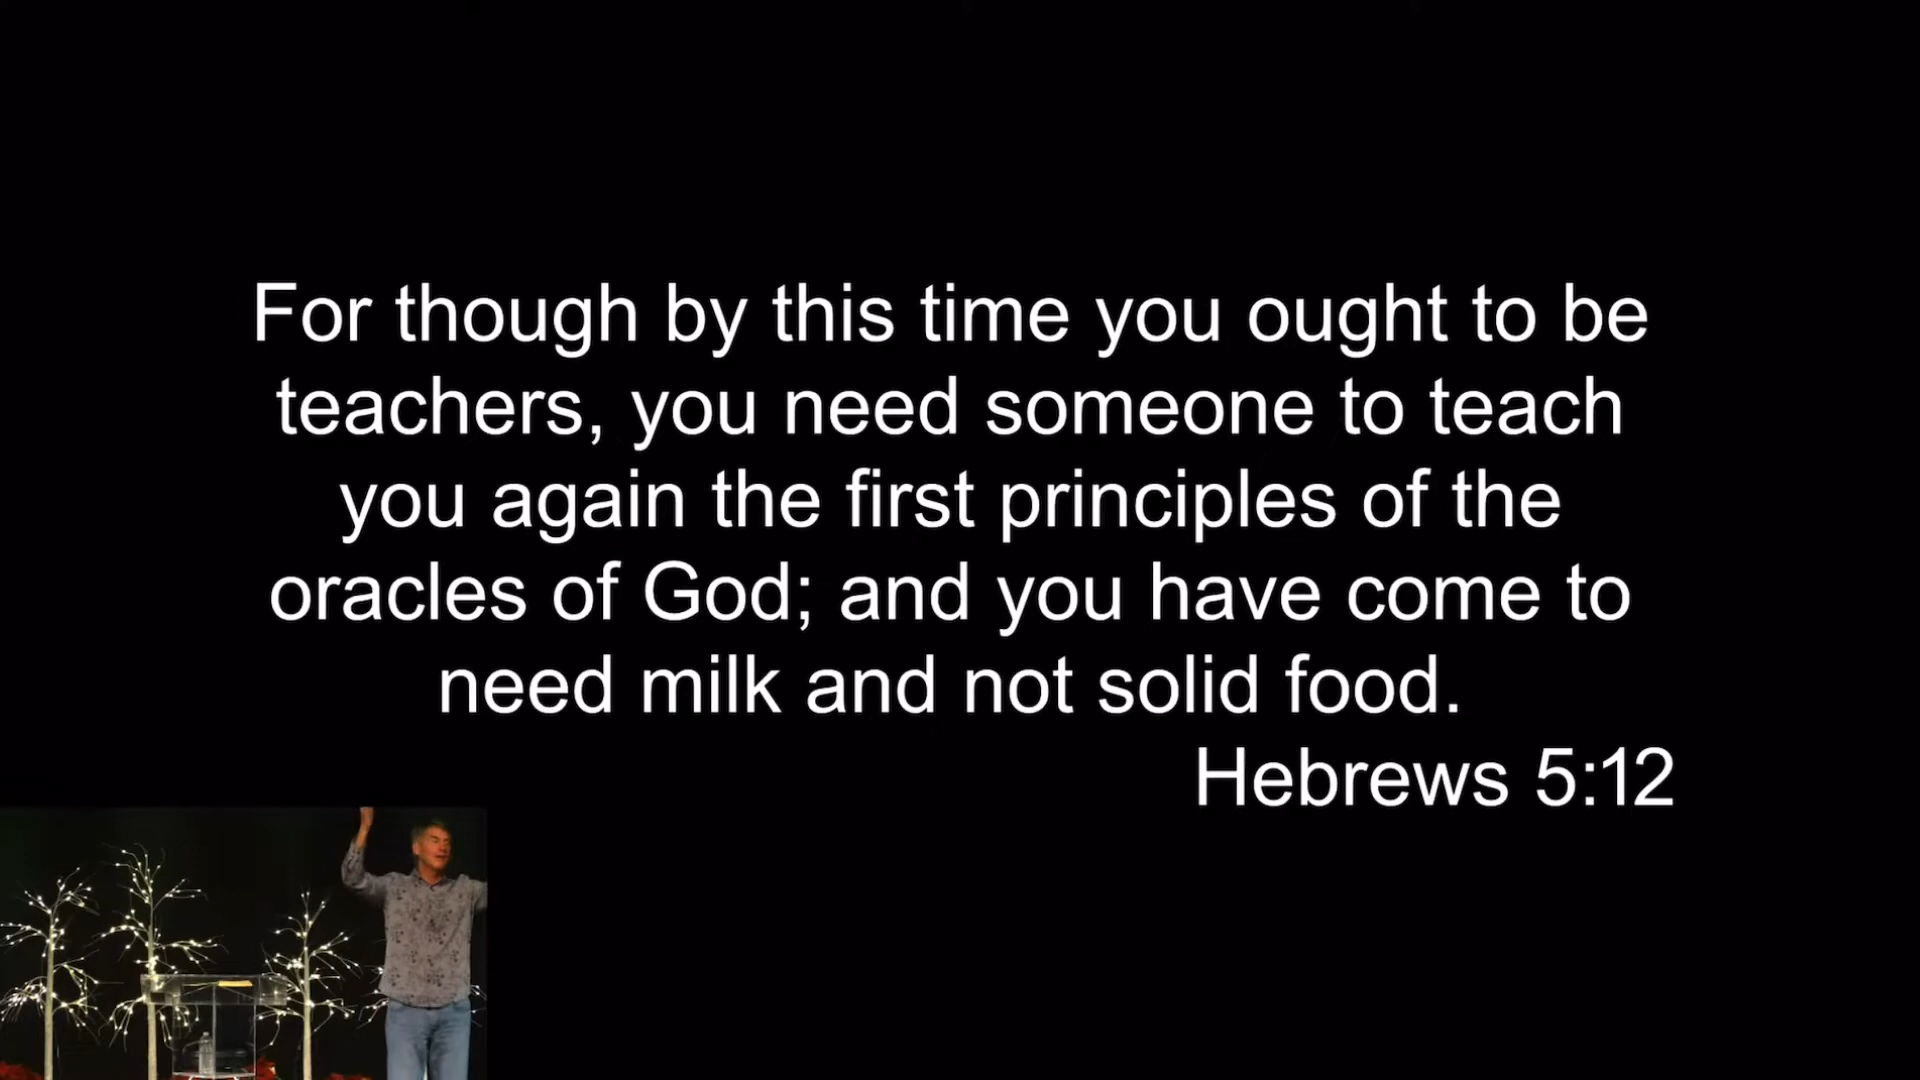 For though by this time you ought to be
teachers, you need someone to teach
you again the first principles of the
oracles of God; and you have come to
need milk and not solid food.
Hebrews 5:12